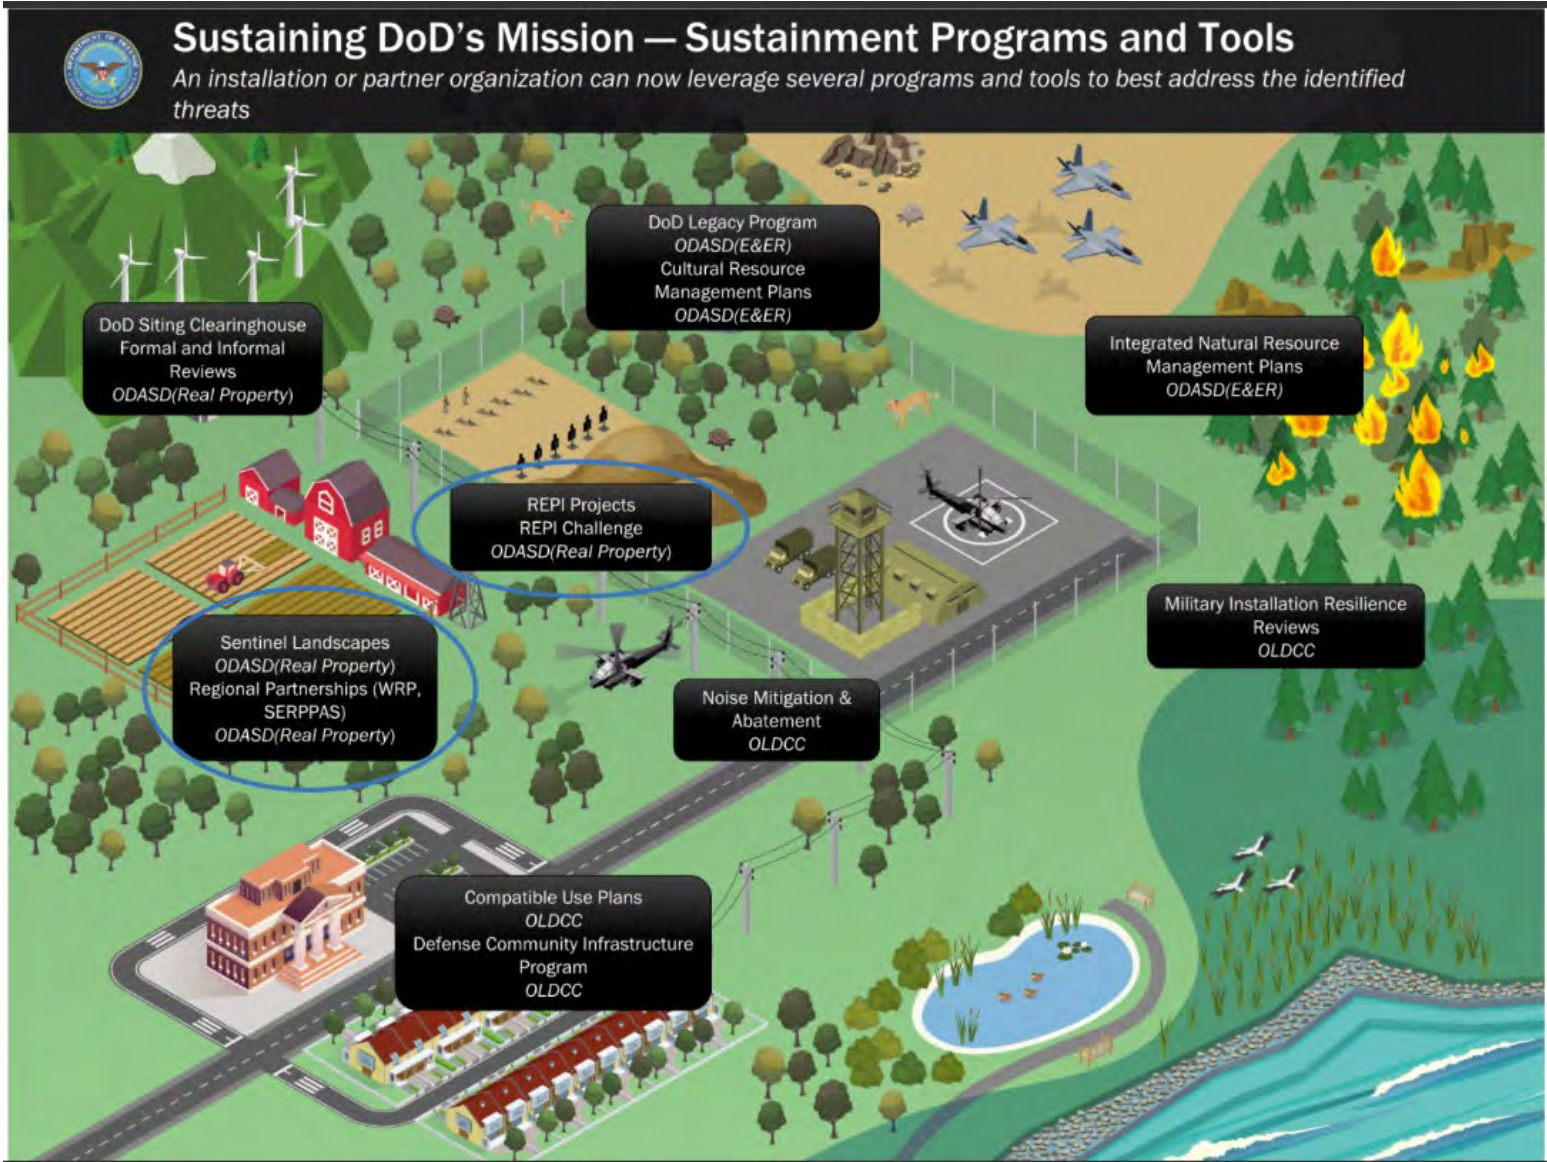 Sustaining DoD's Mission — Sustainment Programs and Tools
An installation or partner organization can now leverage several programs and tools to best address the identified
threats
DoD Legacy Program
ODASD(E&ER)
Cultural Resource
Management Plans
ODASD(E&ER)
DoD Siting Clearinghouse
Formal and Informal
Reviews
ODASD(Real Property)
Integrated Natural Resource
Management Plans
ODASD(E&ER)
REPI Projects
REPI Challenge
ODASD(Real Property)
Military Installation Resilience
Reviews
OLDCC
Sentinel Landscapes
ODASD(Real Property)
Regional Partnerships (WRP,
SERPPAS)
ODASD(Real Property)
Noise Mitigation &
Abatement
OLDCC
Compatible Use Plans
OLDCC
Defense Community Infrastructure
Program
OLDCC